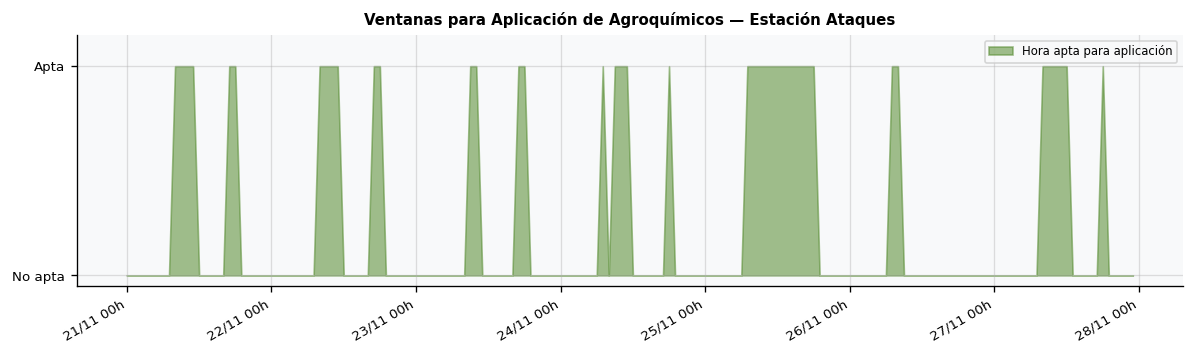 Ventanas para Aplicación de Agroquímicos — Estación Ataques
Hora apta para aplicación
Apta
No apta
21/11 00h
22/11 00h
23/11 00h
24/11 00h
25/11 00h
26/11 00h
27/11 00h
28/11 00h